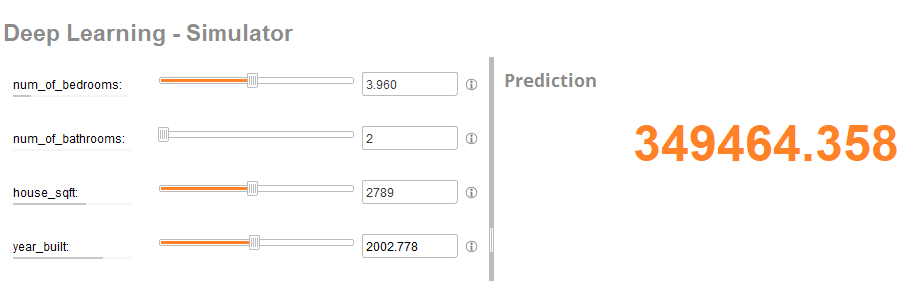 Deep Learning - Simulator
num_of_bedrooms:
3.960
num_of_bathrooms:
2
house_sqft:
2789
year_built:
2002.778
Prediction
349464.358